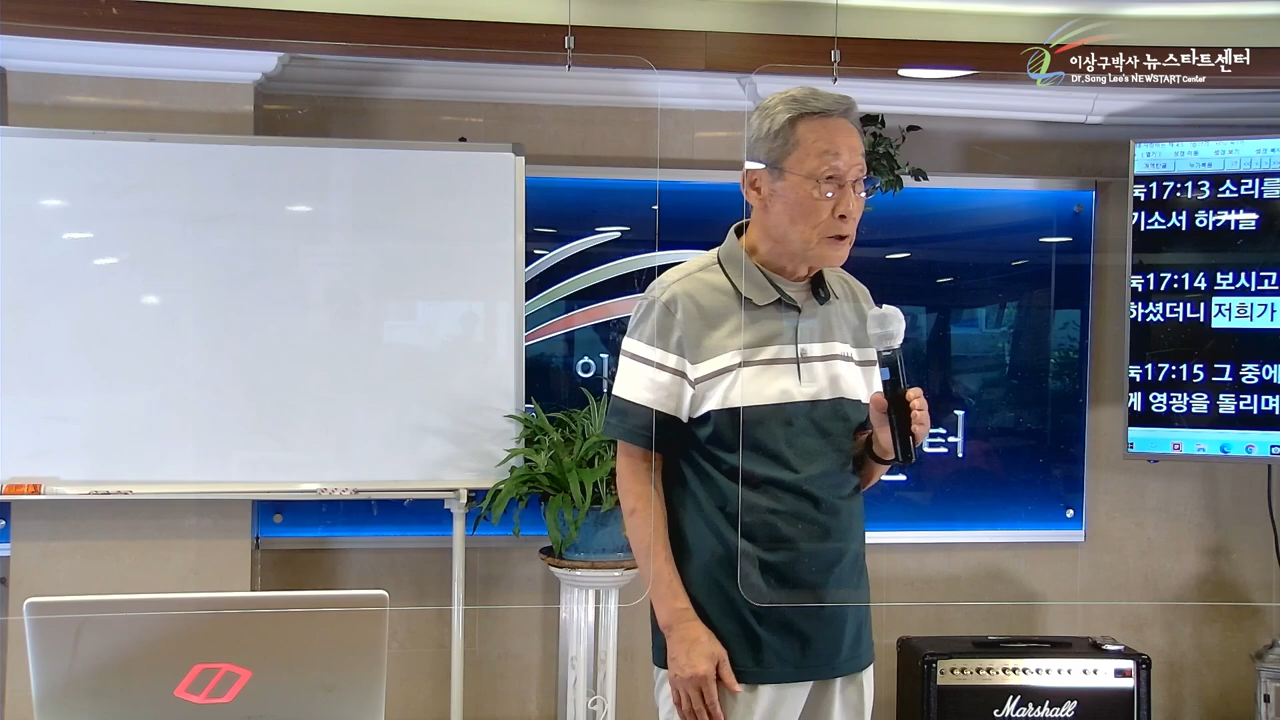 이상구박사 뉴스타트센터
Dr. Sang Lee's NEWSTART Center
눅17:13 소리를
기소서 하거늘
눅17:14 보시고
하셨더니 저희가
눅17:15 그 중에
께 영광을 돌리며
이
터
Marshall